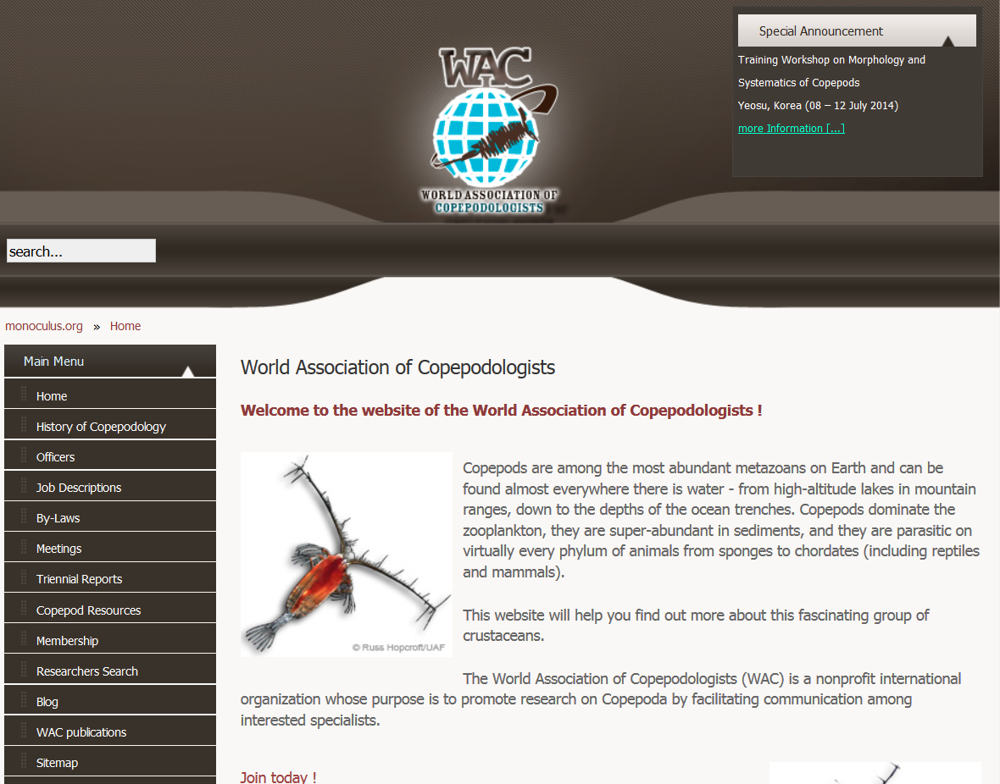 WAC
WORLD ASSOCIATION OF
COPEPODOLOGISTS
Special Announcement
Training Workshop on Morphology and
Systematics of Copepods
Yeosu, Korea (08 – 12 July 2014)
more Information [...]
search...
monoculus.org » Home
Main Menu
Home
History of Copepodology
Officers
Job Descriptions
By-Laws
Meetings
Triennial Reports
Copepod Resources
Membership
Researchers Search
Blog
WAC publications
Sitemap
World Association of Copepodologists
Welcome to the website of the World Association of Copepodologists !
Copepods are among the most abundant metazoans on Earth and can be
found almost everywhere there is water - from high-altitude lakes in mountain
ranges, down to the depths of the ocean trenches. Copepods dominate the
zooplankton, they are super-abundant in sediments, and they are parasitic on
virtually every phylum of animals from sponges to chordates (including reptiles
and mammals).
© Russ Hopcroft/UAF
This website will help you find out more about this fascinating group of
crustaceans.
The World Association of Copepodologists (WAC) is a nonprofit international
organization whose purpose is to promote research on Copepoda by facilitating communication among
interested specialists.
Join today !